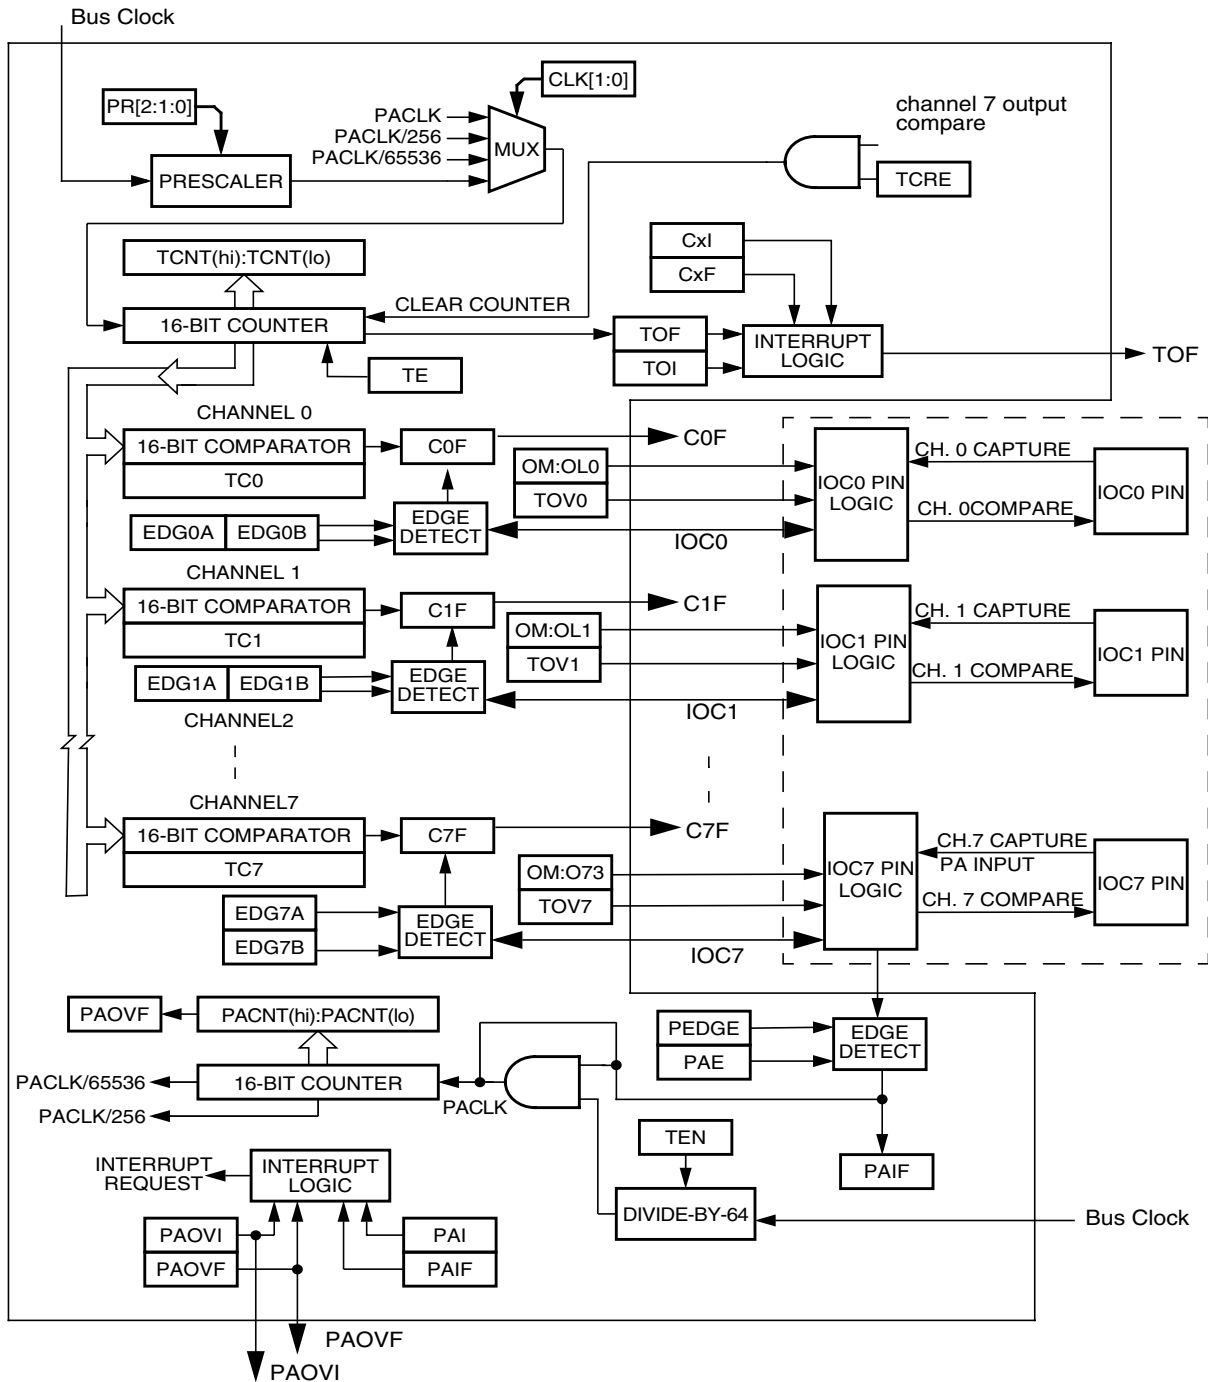 Bus Clock
PR[2:1:0]
CLK[1:0]
PACLK
PACLK/256
PACLK/65536
MUX
PRESCALER
channel 7 output
compare
TCRE
TCNT(hi):TCNT(lo)
CxI
CxF
CLEAR COUNTER
16-BIT COUNTER
TOF
TOI
INTERRUPT
LOGIC
TOF
TE
CHANNEL 0
16-BIT COMPARATOR
TC0
C0F
C0F
OM:OL0
TOV0
EDG0A
EDG0B
EDGE
DETECT
IOC0
IOC0 PIN
LOGIC
CH. 0 CAPTURE
CH. 0COMPARE
IOC0 PIN
CHANNEL 1
16-BIT COMPARATOR
TC1
C1F
C1F
OM:OL1
TOV1
EDG1A
EDG1B
EDGE
DETECT
IOC1
IOC1 PIN
LOGIC
CH. 1 CAPTURE
CH. 1 COMPARE
IOC1 PIN
CHANNEL2
CHANNEL7
16-BIT COMPARATOR
TC7
C7F
C7F
OM:O73
TOV7
EDG7A
EDG7B
EDGE
DETECT
IOC7
IOC7 PIN
LOGIC
CH.7 CAPTURE
PA INPUT
CH. 7 COMPARE
IOC7 PIN
PAOVF
PACNT(hi):PACNT(lo)
PEDGE
PAE
EDGE
DETECT
PACLK/65536
16-BIT COUNTER
PACLK
PACLK/256
TEN
PAIF
INTERRUPT
REQUEST
INTERRUPT
LOGIC
DIVIDE-BY-64
Bus Clock
PAOVI
PAOVF
PAI
PAIF
PAOVF
PAOVI